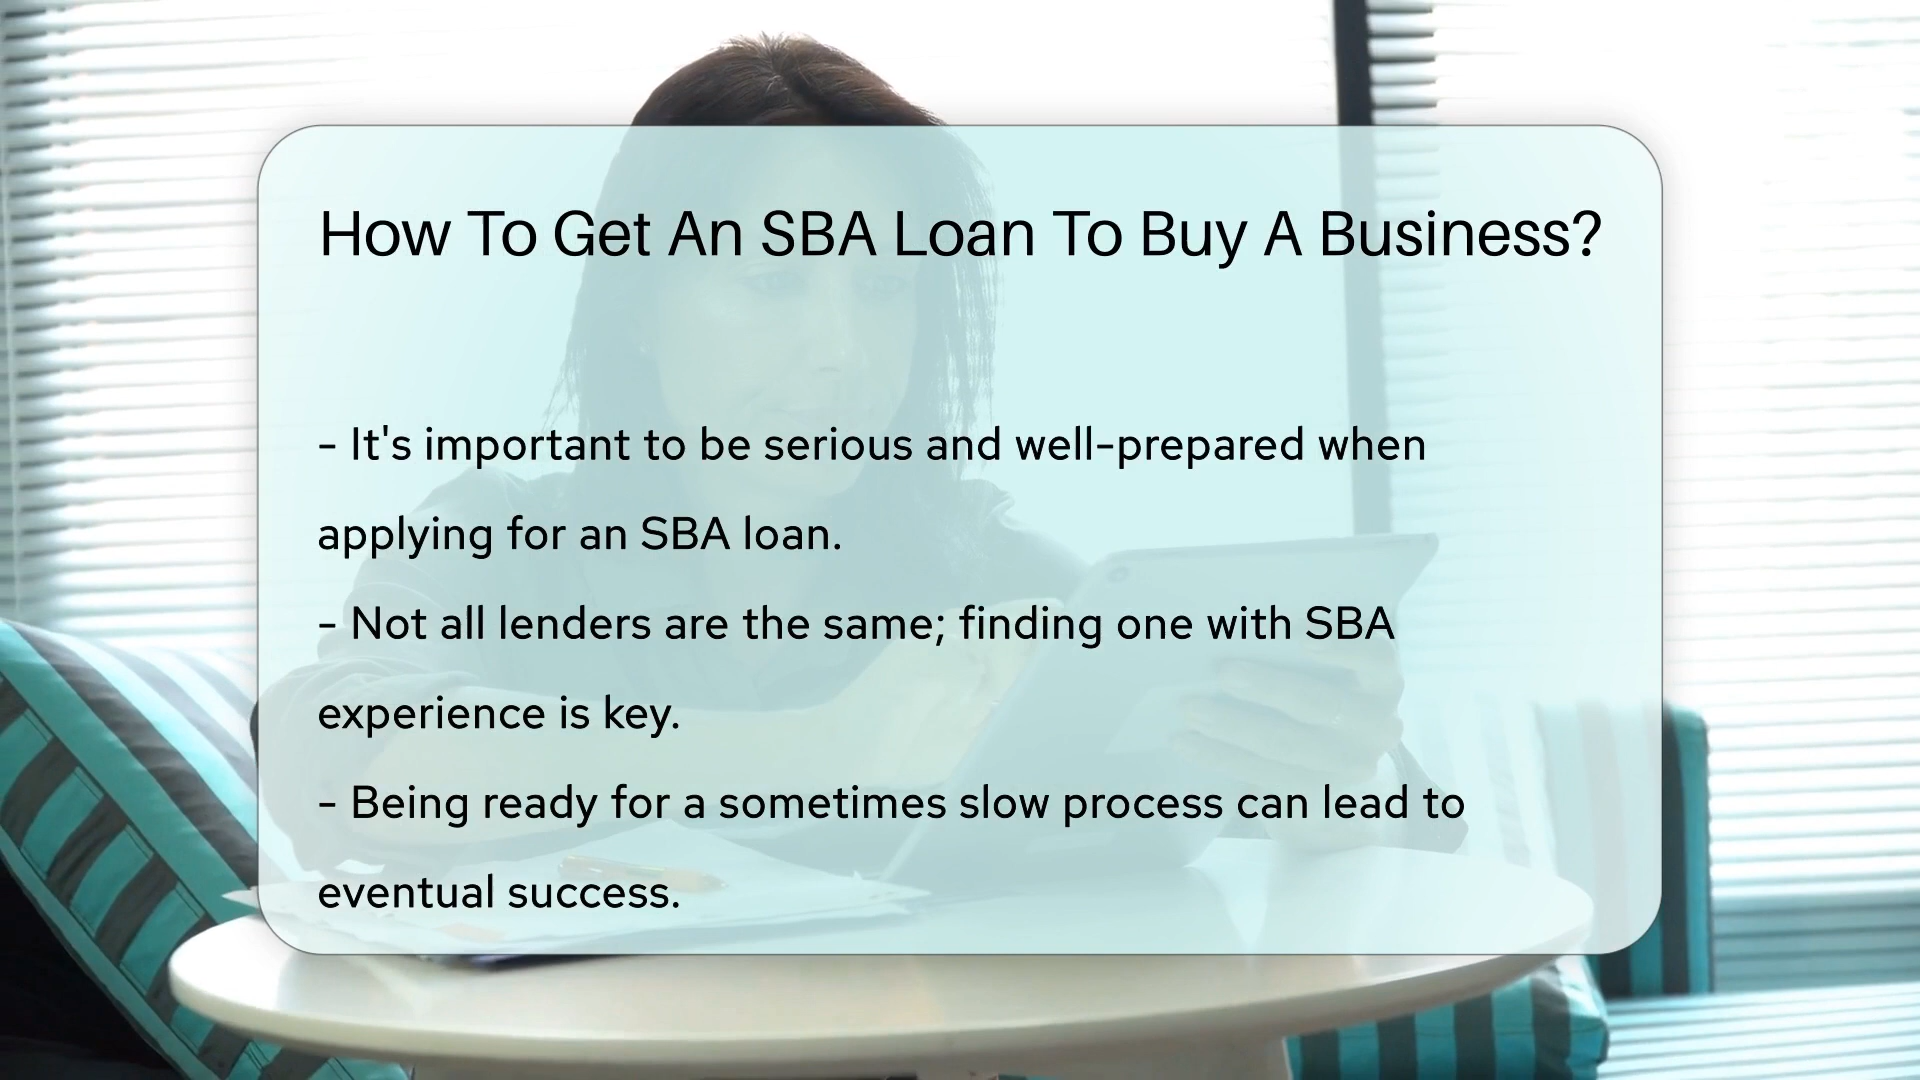 How To Get An SBA Loan To Buy A Business?
- It's important to be serious and well-prepared when
applying for an SBA loan.
- Not all lenders are the same; finding one with SBA
experience is key.
- Being ready for a sometimes slow process can lead to
eventual success.